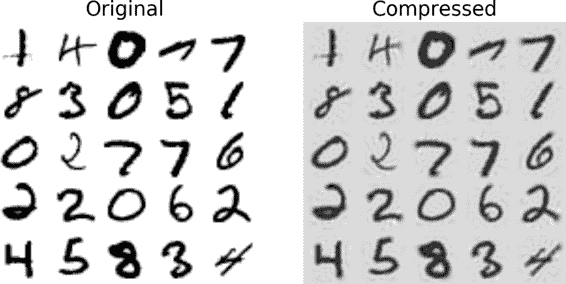 Original Compressed
1 4 0 7 7 1 4 0 7 7
8 3 0 5 1 8 3 0 5 1
0 2 7 7 6 0 2 7 7 6
2 2 0 6 2 2 2 0 6 2
4 5 8 3 4 4 5 8 3 4